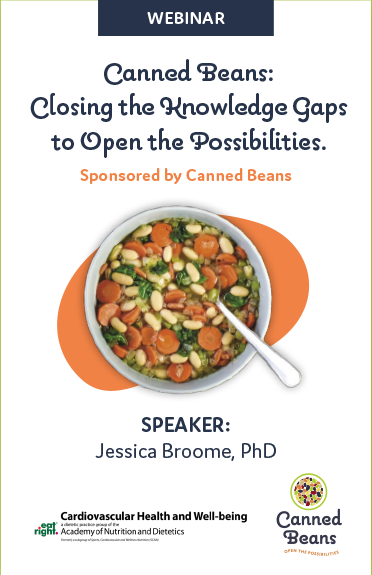 WEBINAR
Canned Beans:
Closing the Knowledge Gaps
to Open the Possibilities.
Sponsored by Canned Beans
SPEAKER:
Jessica Broome, PhD
eat
right.
Cardiovascular Health and Well-being
a dietetic practice group of the
Academy of Nutrition and Dietetics
Canned
Beans
OPEN THE POSSIBILITIES